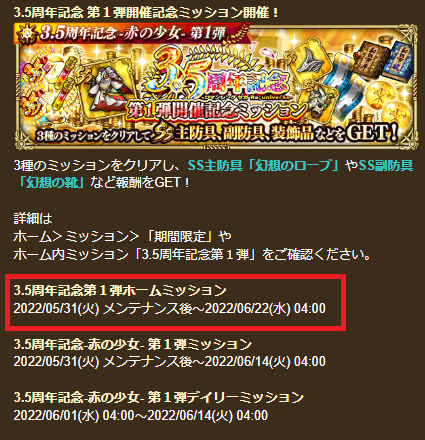 3.5周年記念 第１弾開催記念ミッション開催！
3.5周年記念 -赤の少女- 第1弾
3.5周年記念
ロマンシング サガ Re;universe
第1弾開催記念ミッション
3種のミッションをクリアしてSS主防具、副防具、装飾品などをGET！
3種のミッションをクリアし、SS主防具「幻想のローブ」やSS副防具
「幻想の靴」など報酬をGET！
詳細は
ホーム＞ミッション＞「期間限定」や
ホーム内ミッション「3.5周年記念第１弾」をご確認ください。
3.5周年記念第１弾ホームミッション
2022/05/31(火) メンテナンス後～2022/06/22(水) 04:00
3.5周年記念-赤の少女- 第１弾ミッション
2022/05/31(火) メンテナンス後～2022/06/14(火) 04:00
3.5周年記念-赤の少女- 第１弾デイリーミッション
2022/06/01(水) 04:00～2022/06/14(火) 04:00